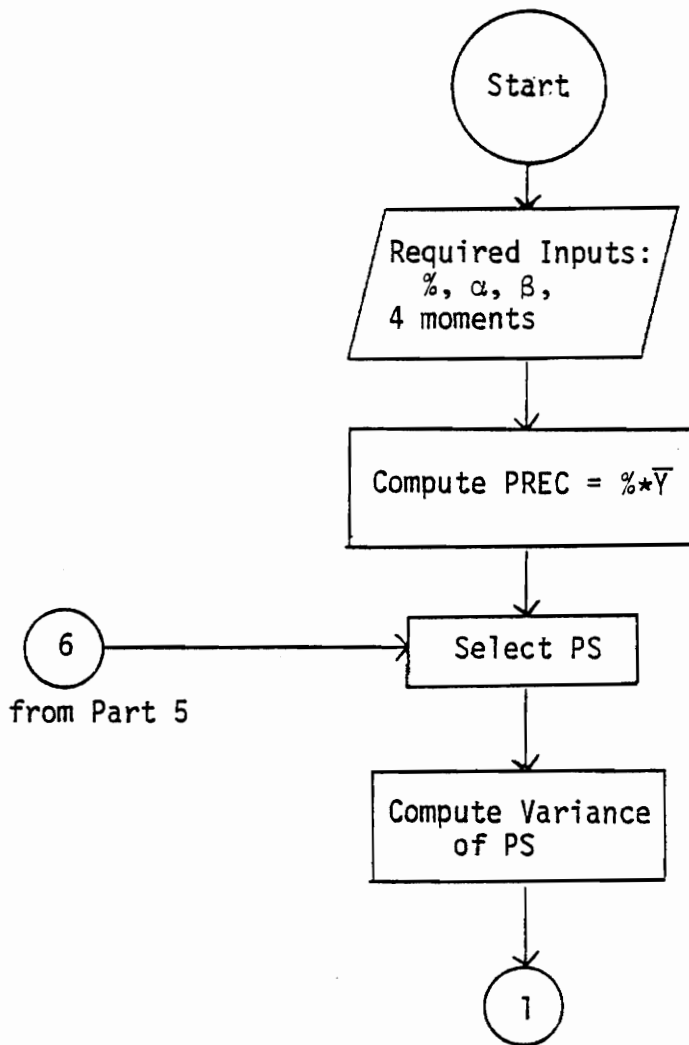 Start
Required Inputs:
%, α, β,
4 moments
Compute PREC = %*Y̅
6
Select PS
from Part 5
Compute Variance
of PS
1